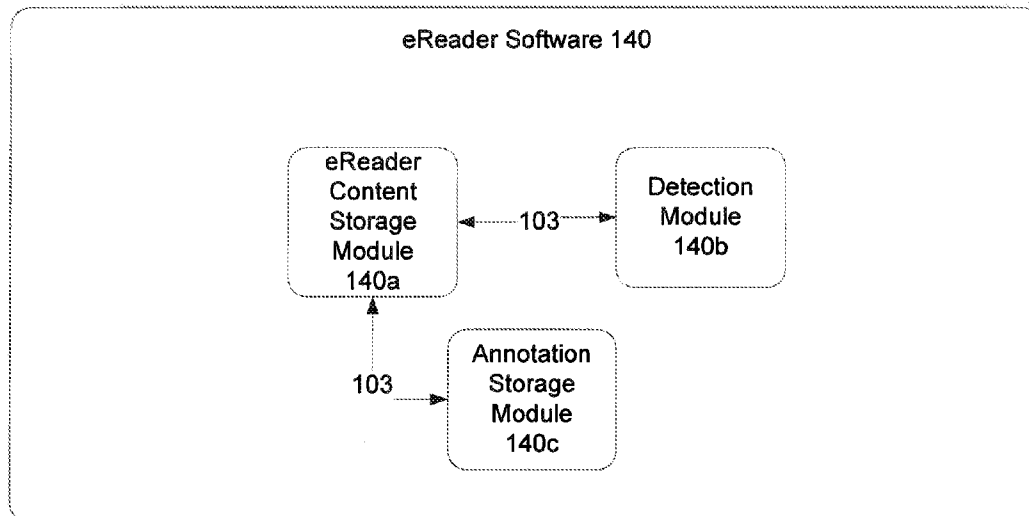 eReader Software 140
eReader
Content
Storage
Module
140a
103
Detection
Module
140b
103
Annotation
Storage
Module
140c